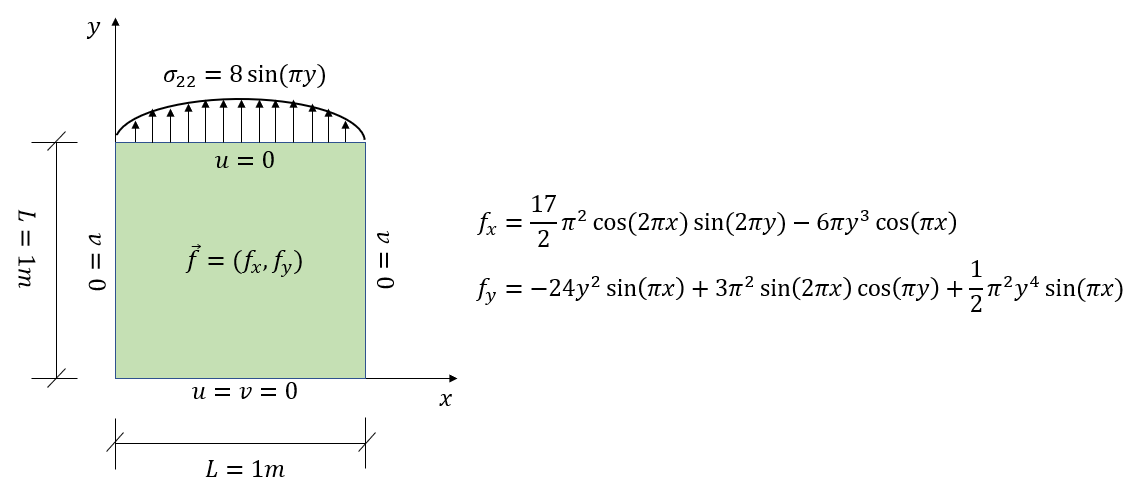 y
σ₂₂ = 8 sin(πy)
u = 0
L = 1m
v = 0
f⃗ = (fₓ, f_y)
v = 0
u = v = 0
x
L = 1m
fₓ = 17/2 π² cos(2πx) sin(2πy) − 6πy³ cos(πx)
f_y = −24y² sin(πx) + 3π² sin(2πx) cos(πy) + 1/2 π²y⁴ sin(πx)